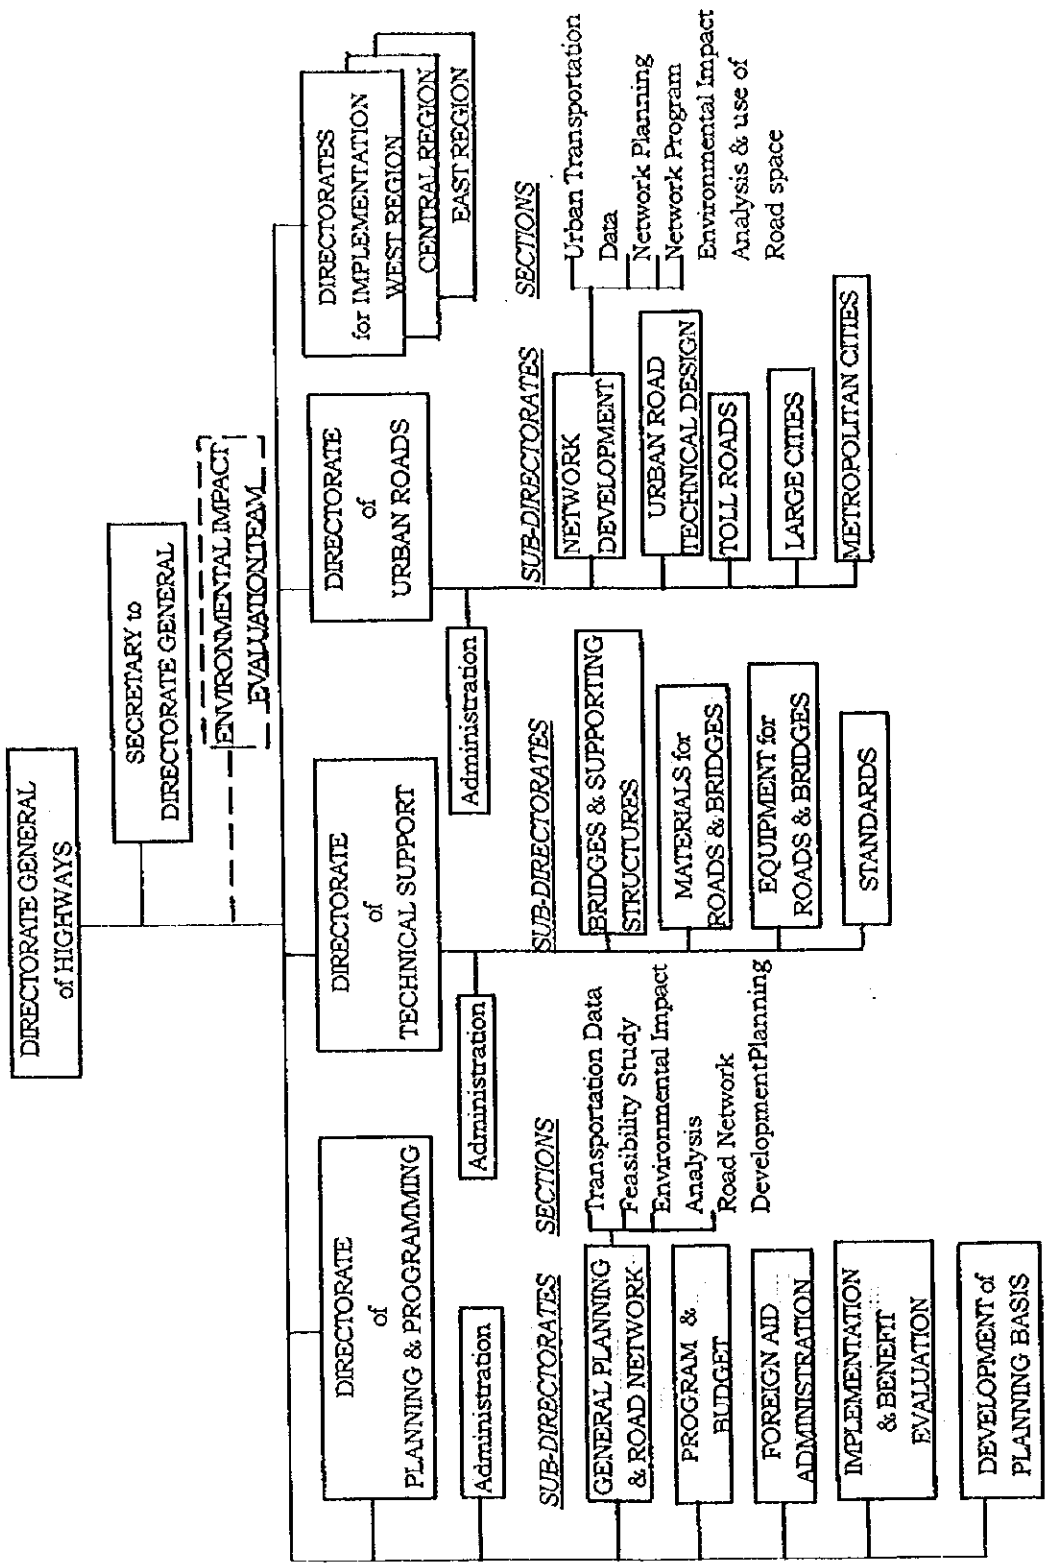 DIRECTORATE GENERAL
of HIGHWAYS
SECRETARY to
DIRECTORATE GENERAL
ENVIRONMENTAL IMPACT
EVALUATION TEAM
DIRECTORATE
of
PLANNING & PROGRAMMING
Administration
SUB-DIRECTORATES
SECTIONS
GENERAL PLANNING
& ROAD NETWORK
Transportation Data
Feasibility Study
Environmental Impact
Analysis
Road Network
DevelopmentPlanning
PROGRAM &
BUDGET
FOREIGN AID
ADMINISTRATION
IMPLEMENTATION
& BENEFIT
EVALUATION
DEVELOPMENT of
PLANNING BASIS
DIRECTORATE
of
TECHNICAL SUPPORT
Administration
SUB-DIRECTORATES
BRIDGES & SUPPORTING
STRUCTURES
MATERIALS for
ROADS & BRIDGES
EQUIPMENT for
ROADS & BRIDGES
STANDARDS
DIRECTORATE
of
URBAN ROADS
Administration
SUB-DIRECTORATES
SECTIONS
NETWORK
DEVELOPMENT
Urban Transportation
Data
Network Planning
Network Program
Environmental Impact
Analysis & use of
Road space
URBAN ROAD
TECHNICAL DESIGN
TOLL ROADS
LARGE CITIES
METROPOLITAN CITIES
DIRECTORATES
for IMPLEMENTATION
WEST REGION
CENTRAL REGION
EAST REGION